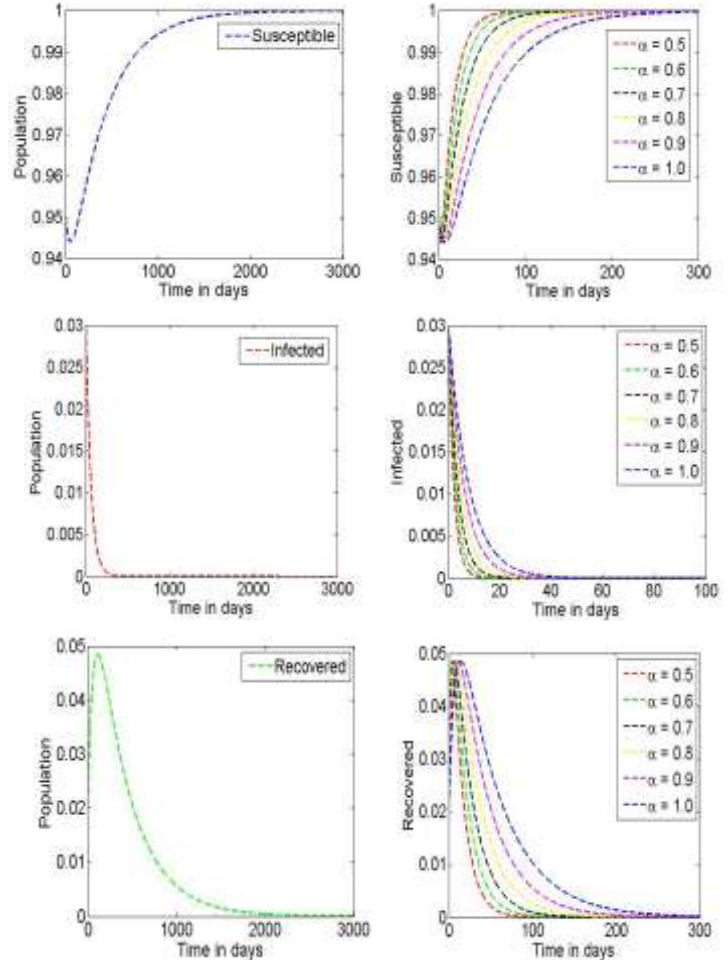 Population
1
0.99
0.98
0.97
0.96
0.95
0.94
0
1000
2000
3000
Time in days
Susceptible
Susceptible
1
0.99
0.98
0.97
0.96
0.95
0.94
0
100
200
300
Time in days
α = 0.5
α = 0.6
α = 0.7
α = 0.8
α = 0.9
α = 1.0
Population
0.03
0.025
0.02
0.015
0.01
0.005
0
0
1000
2000
3000
Time in days
Infected
Infected
0.03
0.025
0.02
0.015
0.01
0.005
0
0
20
40
60
80
100
Time in days
α = 0.5
α = 0.6
α = 0.7
α = 0.8
α = 0.9
α = 1.0
Population
0.05
0.04
0.03
0.02
0.01
0
0
1000
2000
3000
Time in days
Recovered
Recovered
0.05
0.04
0.03
0.02
0.01
0
0
100
200
300
Time in days
α = 0.5
α = 0.6
α = 0.7
α = 0.8
α = 0.9
α = 1.0